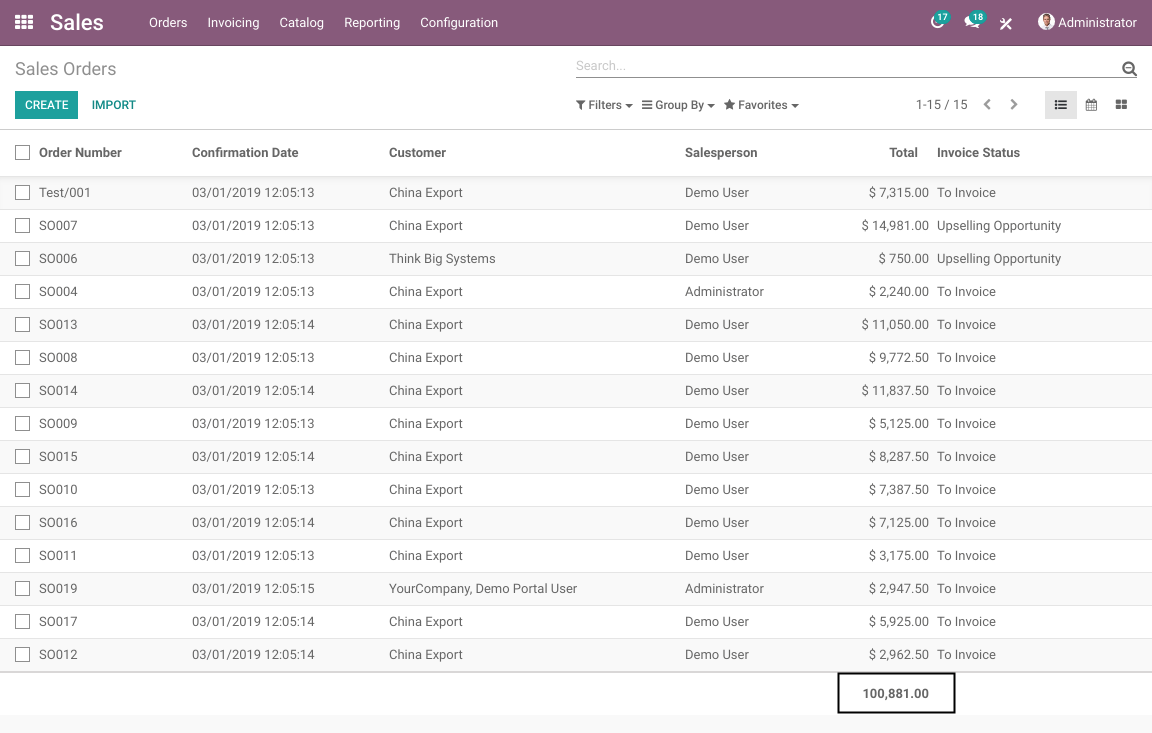 Sales Orders Invoicing Catalog Reporting Configuration 17 18 Administrator
Sales Orders Search...
CREATE IMPORT Filters Group By Favorites 1-15 / 15
Order Number Confirmation Date Customer Salesperson Total Invoice Status
Test/001 03/01/2019 12:05:13 China Export Demo User $ 7,315.00 To Invoice
SO007 03/01/2019 12:05:13 China Export Demo User $ 14,981.00 Upselling Opportunity
SO006 03/01/2019 12:05:13 Think Big Systems Demo User $ 750.00 Upselling Opportunity
SO004 03/01/2019 12:05:13 China Export Administrator $ 2,240.00 To Invoice
SO013 03/01/2019 12:05:14 China Export Demo User $ 11,050.00 To Invoice
SO008 03/01/2019 12:05:13 China Export Demo User $ 9,772.50 To Invoice
SO014 03/01/2019 12:05:14 China Export Demo User $ 11,837.50 To Invoice
SO009 03/01/2019 12:05:13 China Export Demo User $ 5,125.00 To Invoice
SO015 03/01/2019 12:05:14 China Export Demo User $ 8,287.50 To Invoice
SO010 03/01/2019 12:05:13 China Export Demo User $ 7,387.50 To Invoice
SO016 03/01/2019 12:05:14 China Export Demo User $ 7,125.00 To Invoice
SO011 03/01/2019 12:05:13 China Export Demo User $ 3,175.00 To Invoice
SO019 03/01/2019 12:05:15 YourCompany, Demo Portal User Administrator $ 2,947.50 To Invoice
SO017 03/01/2019 12:05:14 China Export Demo User $ 5,925.00 To Invoice
SO012 03/01/2019 12:05:14 China Export Demo User $ 2,962.50 To Invoice
100,881.00